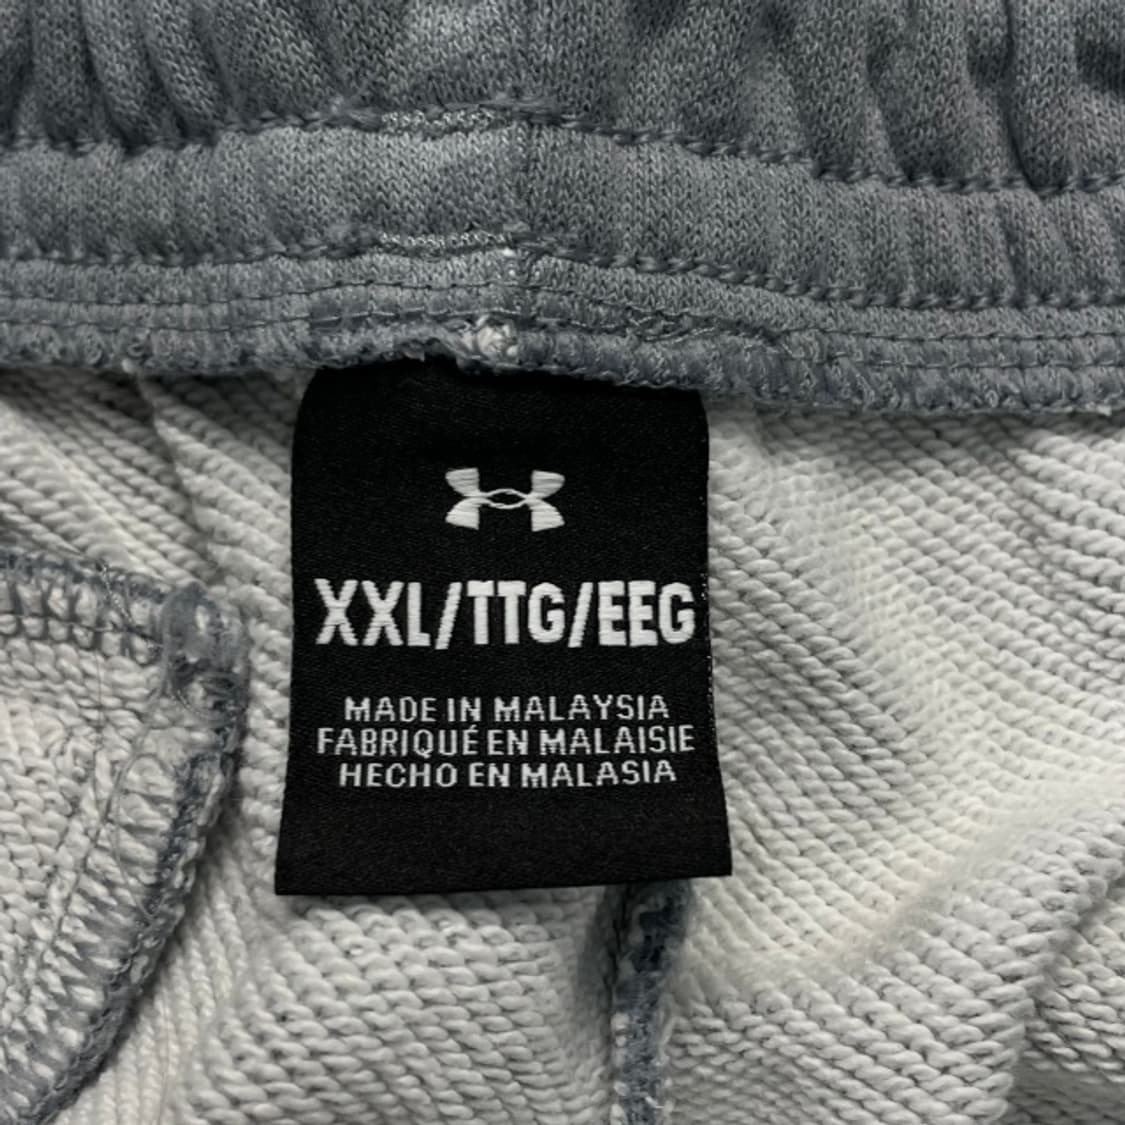 XXL/TTG/EEG
MADE IN MALAYSIA
FABRIQUÉ EN MALAISIE
HECHO EN MALASIA